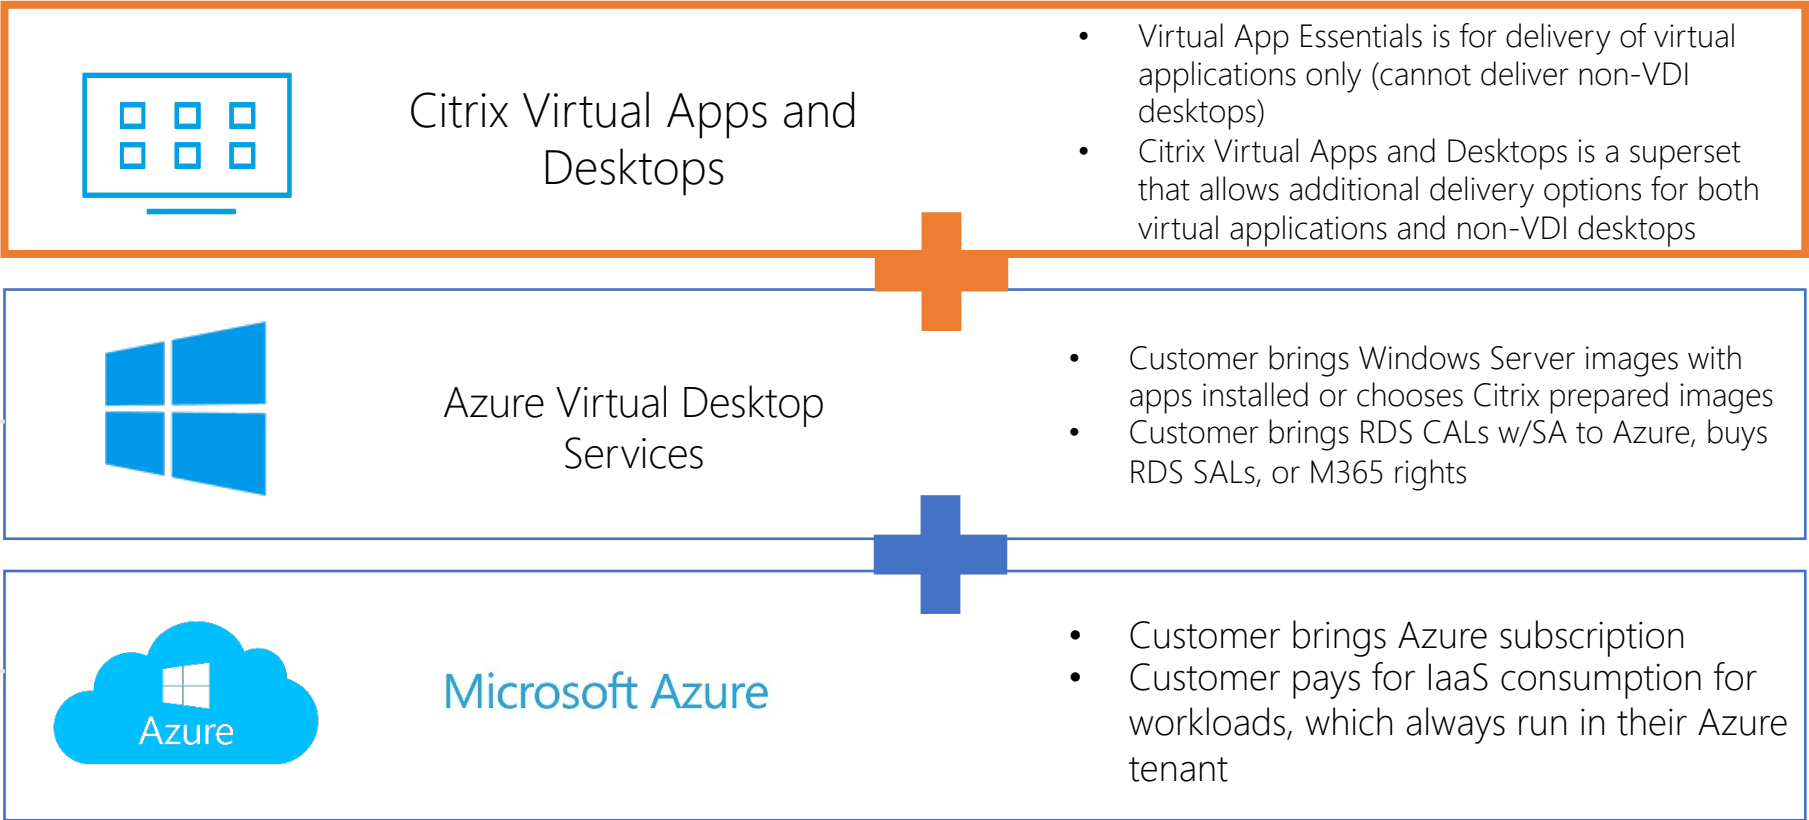 Citrix Virtual Apps and
Desktops
• Virtual App Essentials is for delivery of virtual
applications only (cannot deliver non-VDI
desktops)
• Citrix Virtual Apps and Desktops is a superset
that allows additional delivery options for both
virtual applications and non-VDI desktops
Azure Virtual Desktop
Services
• Customer brings Windows Server images with
apps installed or chooses Citrix prepared images
• Customer brings RDS CALs w/SA to Azure, buys
RDS SALs, or M365 rights
Azure
Microsoft Azure
• Customer brings Azure subscription
• Customer pays for IaaS consumption for
workloads, which always run in their Azure
tenant